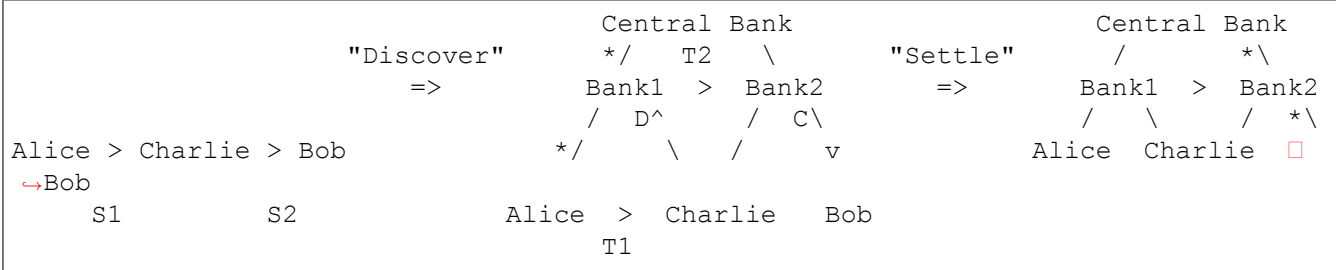 Central Bank Central Bank
"Discover" */ T2 \ "Settle" / *\
=> Bank1 > Bank2 => Bank1 > Bank2
/ D^ / C\ / \ / *\
Alice > Charlie > Bob */ \ / v Alice Charlie □
↪Bob
S1 S2 Alice > Charlie Bob
T1